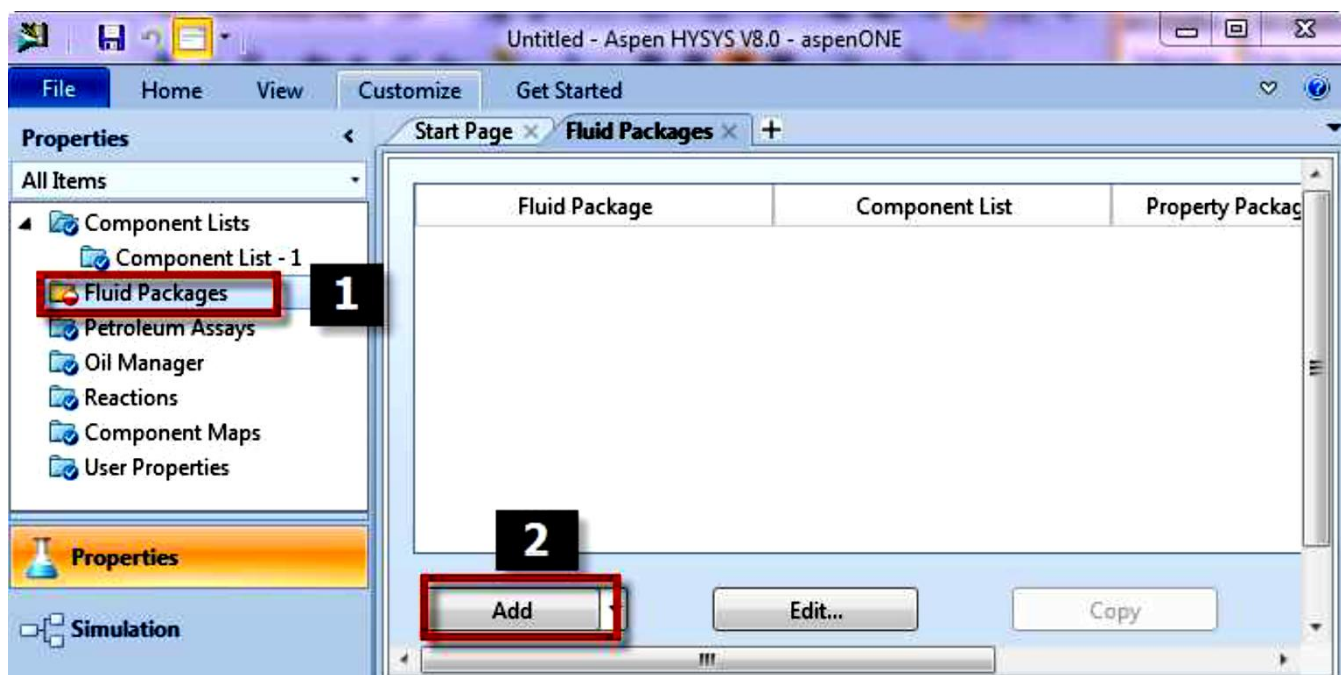 Untitled - Aspen HYSYS V8.0 - aspenONE
File Home View Customize Get Started
Properties
Start Page Fluid Packages
All Items
Fluid Package Component List Property Packag
Component Lists
Component List - 1
Fluid Packages
1
Petroleum Assays
Oil Manager
Reactions
Component Maps
User Properties
2
Properties
Add Edit... Copy
Simulation